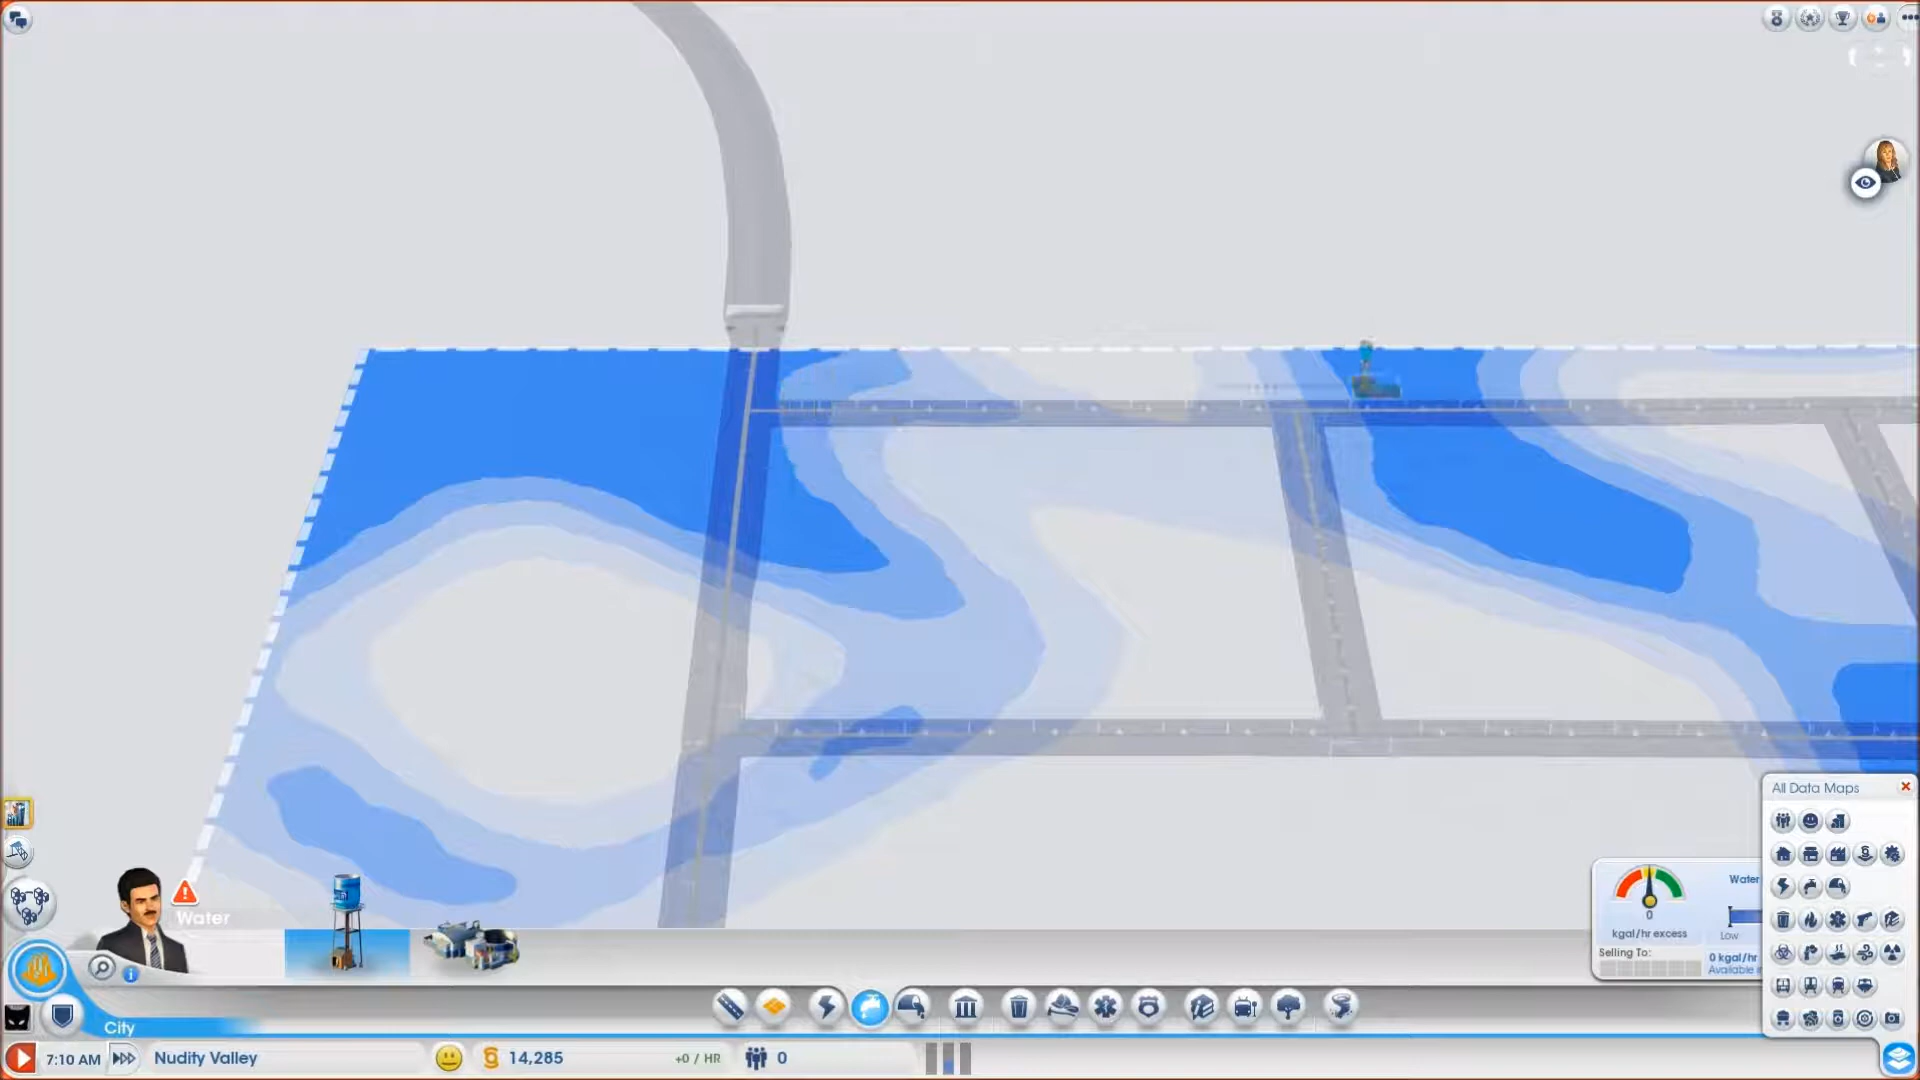 All Data Maps
Water
0
kgal/hr excess
Low
Selling To:
0 kgal/hr
Water
City
7:10 AM
Nudity Valley
14,285
+0 / HR
0